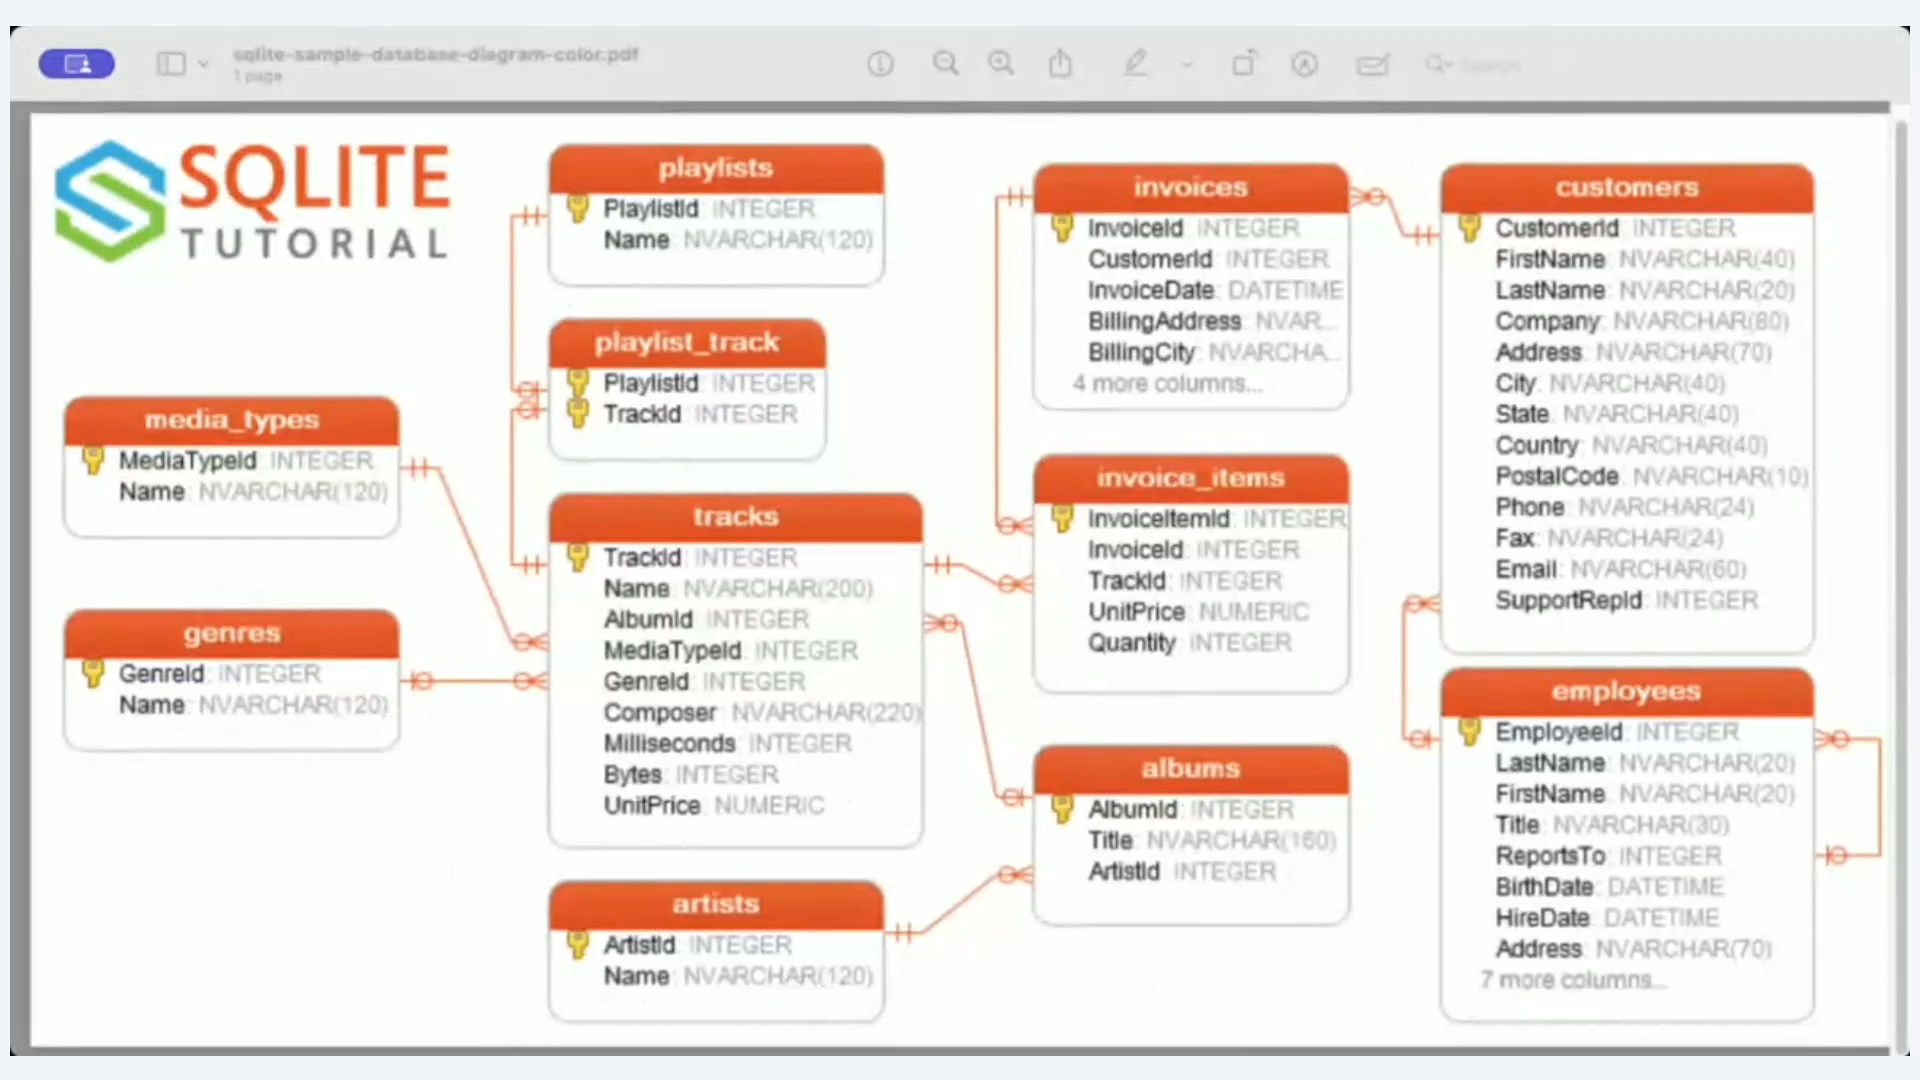 sqlite-sample-database-diagram-color.pdf
1 page
Search
SQLITE
TUTORIAL
playlists
PlaylistId: INTEGER
Name: NVARCHAR(120)
playlist_track
PlaylistId: INTEGER
TrackId: INTEGER
media_types
MediaTypeId: INTEGER
Name: NVARCHAR(120)
genres
GenreId: INTEGER
Name: NVARCHAR(120)
tracks
TrackId: INTEGER
Name: NVARCHAR(200)
AlbumId: INTEGER
MediaTypeId: INTEGER
GenreId: INTEGER
Composer: NVARCHAR(220)
Milliseconds: INTEGER
Bytes: INTEGER
UnitPrice: NUMERIC
artists
ArtistId: INTEGER
Name: NVARCHAR(120)
invoices
InvoiceId: INTEGER
CustomerId: INTEGER
InvoiceDate: DATETIME
BillingAddress: NVAR...
BillingCity: NVARCHA...
4 more columns...
invoice_items
InvoiceItemId: INTEGER
InvoiceId: INTEGER
TrackId: INTEGER
UnitPrice: NUMERIC
Quantity: INTEGER
albums
AlbumId: INTEGER
Title: NVARCHAR(160)
ArtistId: INTEGER
customers
CustomerId: INTEGER
FirstName: NVARCHAR(40)
LastName: NVARCHAR(20)
Company: NVARCHAR(80)
Address: NVARCHAR(70)
City: NVARCHAR(40)
State: NVARCHAR(40)
Country: NVARCHAR(40)
PostalCode: NVARCHAR(10)
Phone: NVARCHAR(24)
Fax: NVARCHAR(24)
Email: NVARCHAR(60)
SupportRepId: INTEGER
employees
EmployeeId: INTEGER
LastName: NVARCHAR(20)
FirstName: NVARCHAR(20)
Title: NVARCHAR(30)
ReportsTo: INTEGER
BirthDate: DATETIME
HireDate: DATETIME
Address: NVARCHAR(70)
7 more columns...